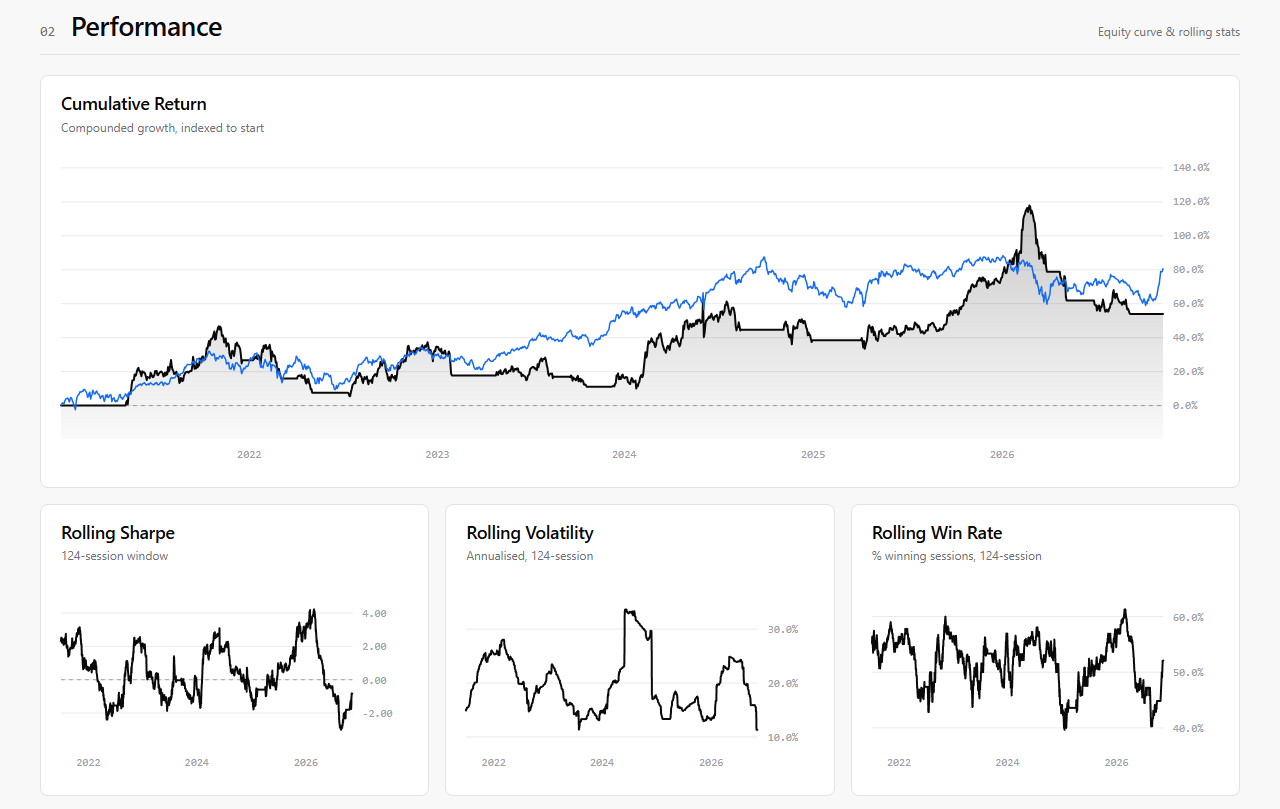 02 Performance
Equity curve & rolling stats
Cumulative Return
Compounded growth, indexed to start
140.0%
120.0%
100.0%
80.0%
60.0%
40.0%
20.0%
0.0%
2022 2023 2024 2025 2026
Rolling Sharpe
124-session window
4.00
2.00
0.00
-2.00
2022 2024 2026
Rolling Volatility
Annualised, 124-session
30.0%
20.0%
10.0%
2022 2024 2026
Rolling Win Rate
% winning sessions, 124-session
60.0%
50.0%
40.0%
2022 2024 2026